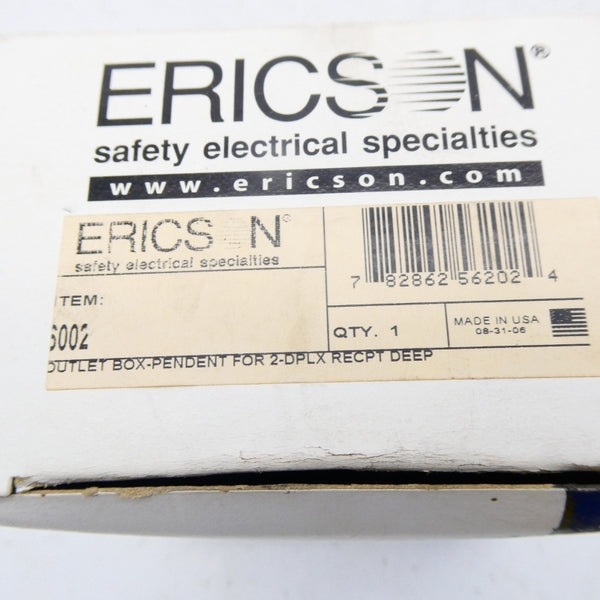 ERICSON®
safety electrical specialties
www.ericson.com
ERICSON®
safety electrical specialties
7 82862 56202 4
ITEM:
6002
QTY. 1
MADE IN USA
08-31-06
OUTLET BOX-PENDENT FOR 2-DPLX RECPT DEEP